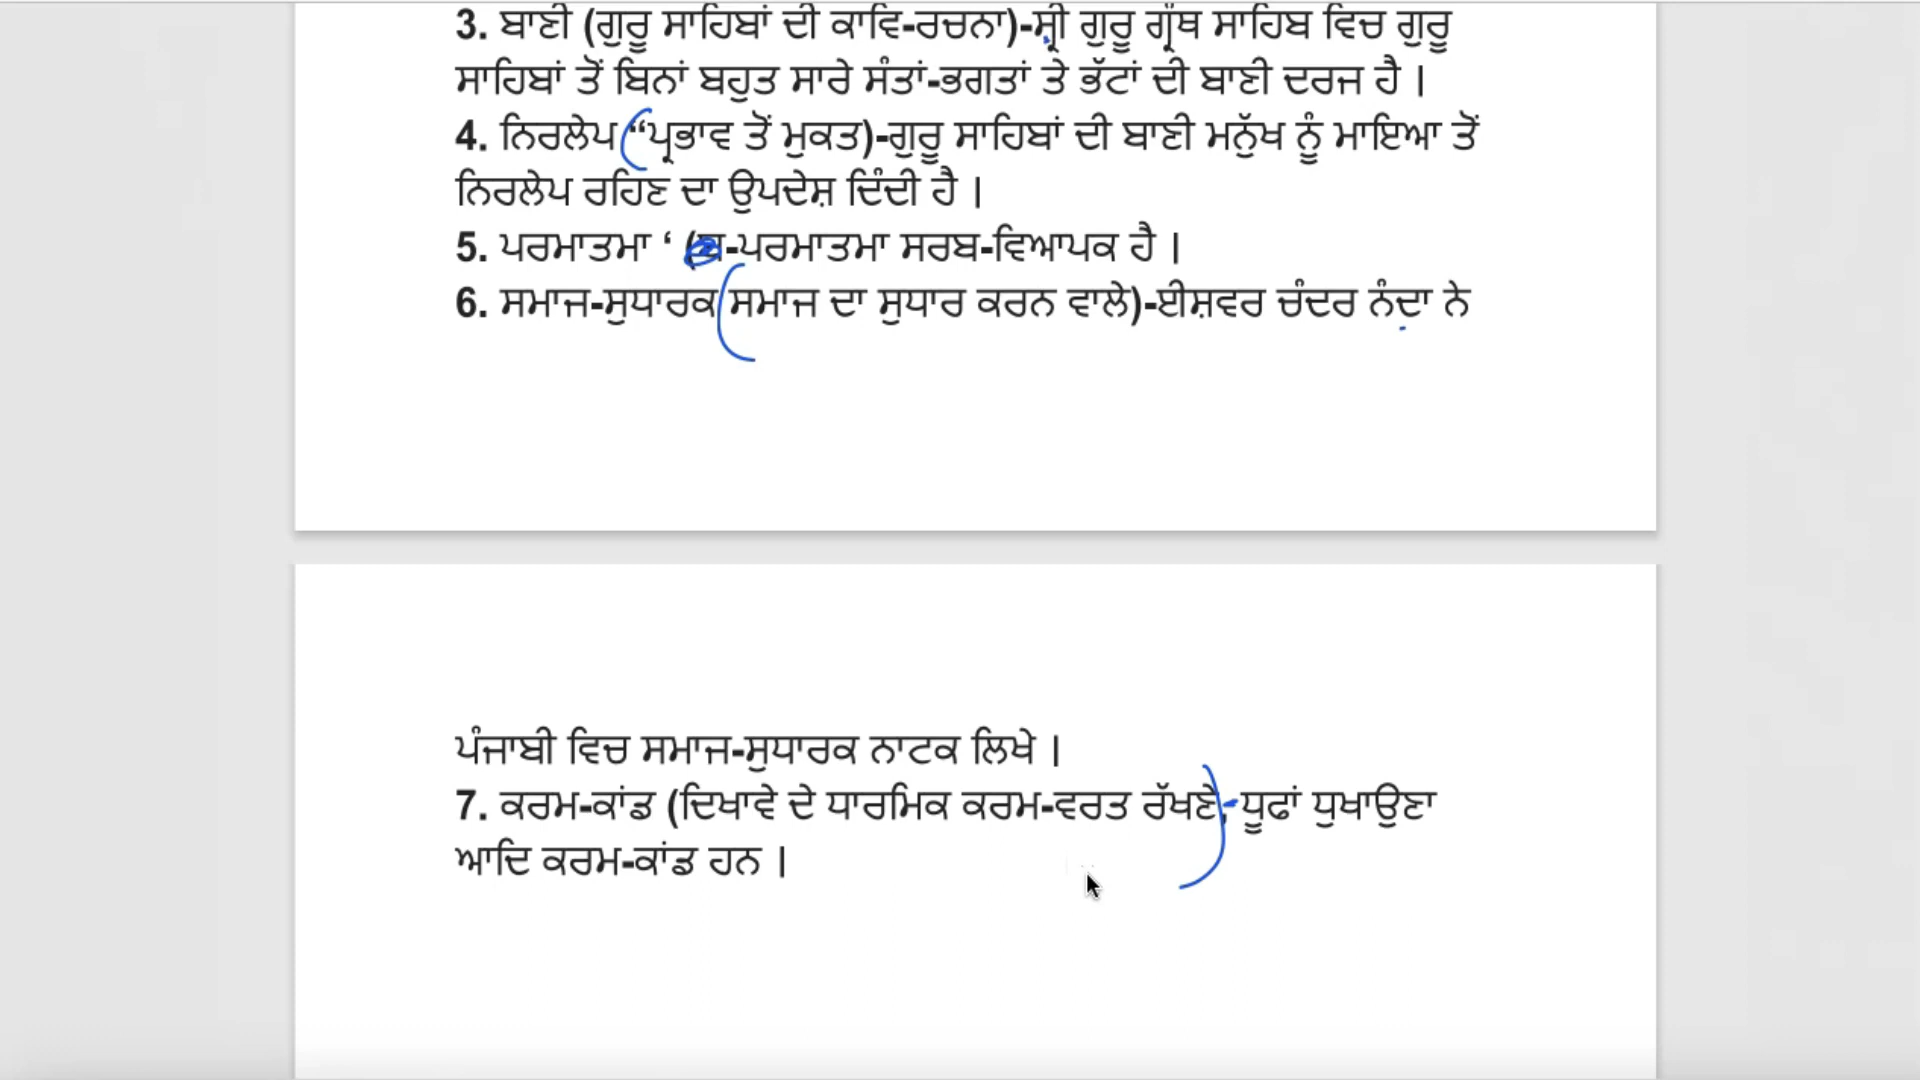 3. ਬਾਣੀ (ਗੁਰੂ ਸਾਹਿਬਾਂ ਦੀ ਕਾਵਿ-ਰਚਨਾ)-ਸ੍ਰੀ ਗੁਰੂ ਗ੍ਰੰਥ ਸਾਹਿਬ ਵਿਚ ਗੁਰੂ
ਸਾਹਿਬਾਂ ਤੋਂ ਬਿਨਾਂ ਬਹੁਤ ਸਾਰੇ ਸੰਤਾਂ-ਭਗਤਾਂ ਤੇ ਭੱਟਾਂ ਦੀ ਬਾਣੀ ਦਰਜ ਹੈ |
4. ਨਿਰਲੇਪ “ਪ੍ਰਭਾਵ ਤੋਂ ਮੁਕਤ)-ਗੁਰੂ ਸਾਹਿਬਾਂ ਦੀ ਬਾਣੀ ਮਨੁੱਖ ਨੂੰ ਮਾਇਆ ਤੋਂ
ਨਿਰਲੇਪ ਰਹਿਣ ਦਾ ਉਪਦੇਸ਼ ਦਿੰਦੀ ਹੈ |
5. ਪਰਮਾਤਮਾ ‘ -ਪਰਮਾਤਮਾ ਸਰਬ-ਵਿਆਪਕ ਹੈ |
6. ਸਮਾਜ-ਸੁਧਾਰਕ (ਸਮਾਜ ਦਾ ਸੁਧਾਰ ਕਰਨ ਵਾਲੇ)-ਈਸ਼ਵਰ ਚੰਦਰ ਨੰਦਾ ਨੇ
ਪੰਜਾਬੀ ਵਿਚ ਸਮਾਜ-ਸੁਧਾਰਕ ਨਾਟਕ ਲਿਖੇ |
7. ਕਰਮ-ਕਾਂਡ (ਦਿਖਾਵੇ ਦੇ ਧਾਰਮਿਕ ਕਰਮ-ਵਰਤ ਰੱਖਣੇ)- ਧੂਫਾਂ ਧੁਖਾਉਣਾ
ਆਦਿ ਕਰਮ-ਕਾਂਡ ਹਨ |